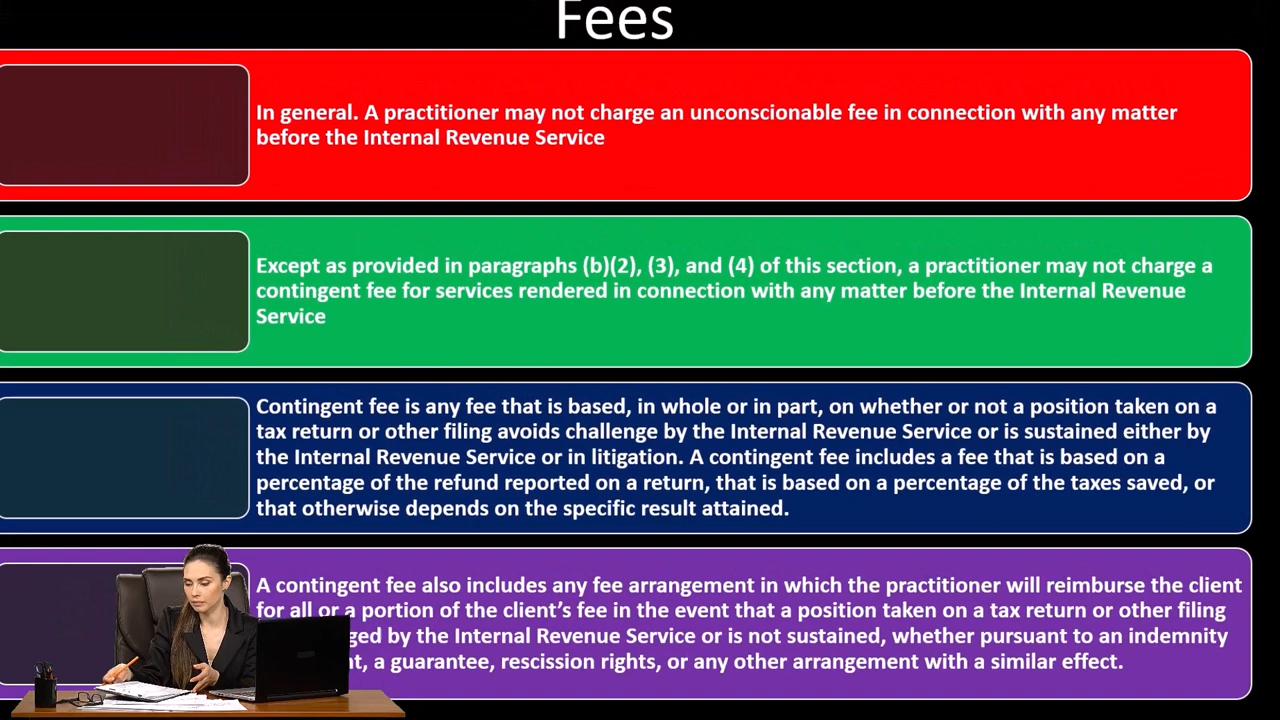 Fees
In general. A practitioner may not charge an unconscionable fee in connection with any matter
before the Internal Revenue Service
Except as provided in paragraphs (b)(2), (3), and (4) of this section, a practitioner may not charge a
contingent fee for services rendered in connection with any matter before the Internal Revenue
Service
Contingent fee is any fee that is based, in whole or in part, on whether or not a position taken on a
tax return or other filing avoids challenge by the Internal Revenue Service or is sustained either by
the Internal Revenue Service or in litigation. A contingent fee includes a fee that is based on a
percentage of the refund reported on a return, that is based on a percentage of the taxes saved, or
that otherwise depends on the specific result attained.
A contingent fee also includes any fee arrangement in which the practitioner will reimburse the client
for all or a portion of the client’s fee in the event that a position taken on a tax return or other filing
by the Internal Revenue Service or is not sustained, whether pursuant to an indemnity
a guarantee, rescission rights, or any other arrangement with a similar effect.